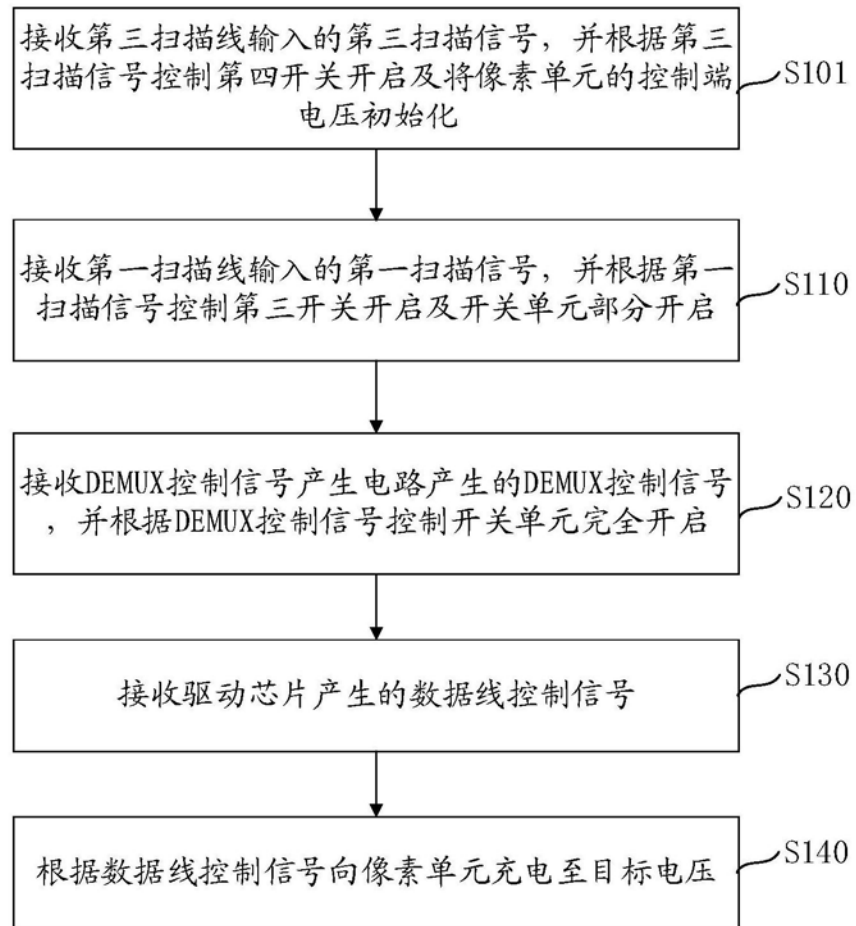 接收第三扫描线输入的第三扫描信号，并根据第三
扫描信号控制第四开关开启及将像素单元的控制端
电压初始化
S101
接收第一扫描线输入的第一扫描信号，并根据第一
扫描信号控制第三开关开启及开关单元部分开启
S110
接收DEMUX控制信号产生电路产生的DEMUX控制信号
，并根据DEMUX控制信号控制开关单元完全开启
S120
接收驱动芯片产生的数据线控制信号
S130
根据数据线控制信号向像素单元充电至目标电压
S140